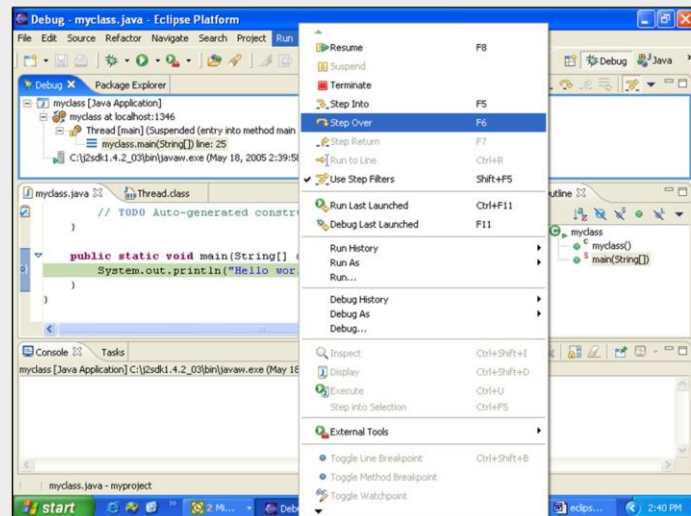 Debug - myclass.java - Eclipse Platform
File Edit Source Refactor Navigate Search Project Run
Debug Java
Debug Package Explorer
myclass [Java Application]
myclass at localhost:1346
Thread [main] (Suspended (entry into method main
myclass.main(String[]) line: 25
C:\j2sdk1.4.2_03\bin\javaw.exe (May 18, 2005 2:39:5
myclass.java Thread.class
// TODO Auto-generated constru
}
public static void main(String[]
System.out.println("Hello wor
}
}
Console Tasks
myclass [Java Application] C:\j2sdk1.4.2_03\bin\javaw.exe (May 18
Resume F8
Suspend
Terminate
Step Into F5
Step Over F6
Step Return F7
Run to Line Ctrl+R
Use Step Filters Shift+F5
Run Last Launched Ctrl+F11
Debug Last Launched F11
Run History
Run As
Run...
Debug History
Debug As
Debug...
Inspect Ctrl+Shift+I
Display Ctrl+Shift+D
Execute Ctrl+U
Step into Selection Ctrl+F5
External Tools
Toggle Line Breakpoint Ctrl+Shift+B
Toggle Method Breakpoint
Toggle Watchpoint
utline
myclass
myclass()
main(String[])
myclass.java - myproject
start 2 Mi... Deb eclips... 2:40 PM